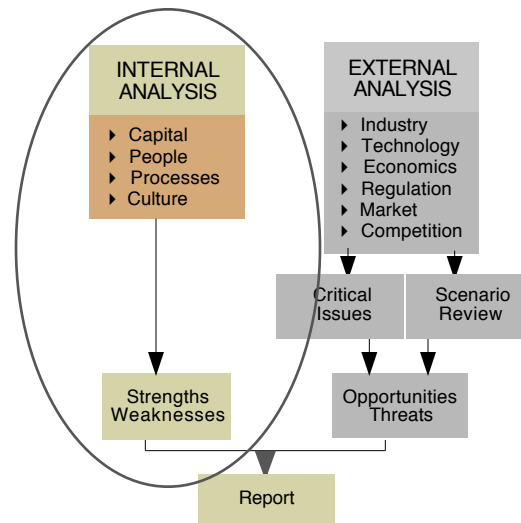 INTERNAL
ANALYSIS
Capital
People
Processes
Culture
Strengths
Weaknesses
EXTERNAL
ANALYSIS
Industry
Technology
Economics
Regulation
Market
Competition
Critical
Issues
Scenario
Review
Opportunities
Threats
Report